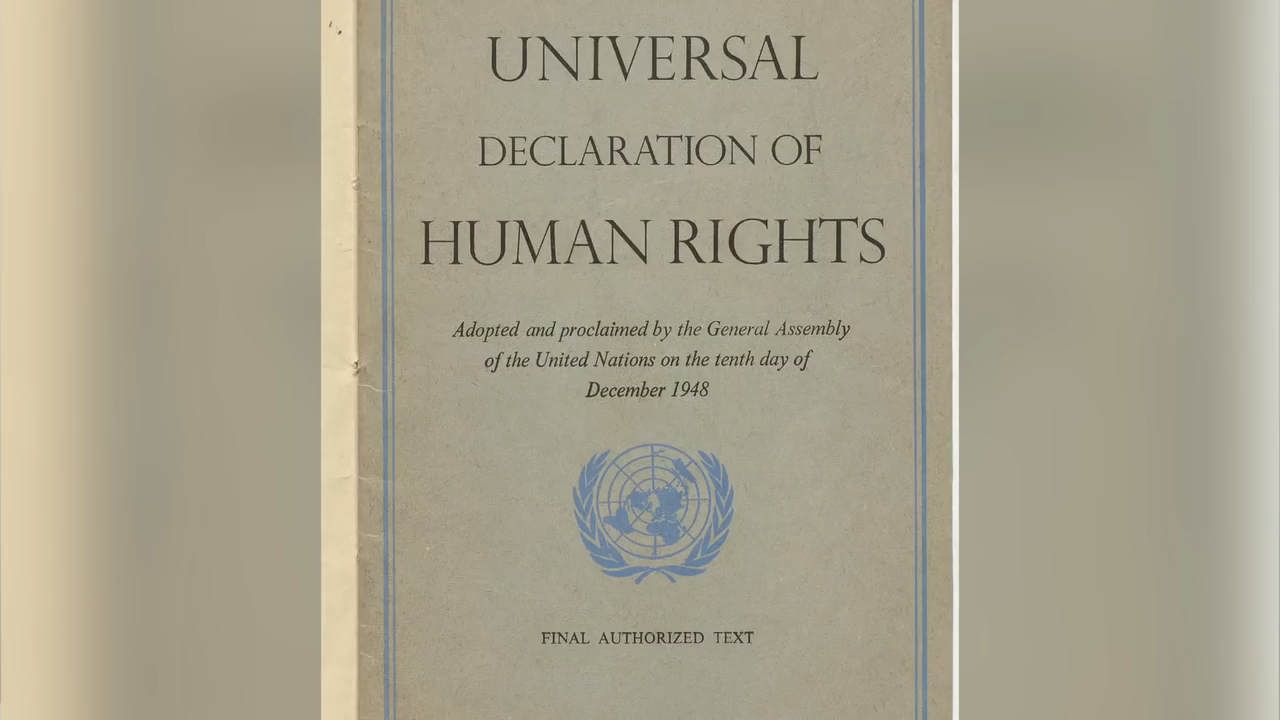 UNIVERSAL
DECLARATION OF
HUMAN RIGHTS
Adopted and proclaimed by the General Assembly
of the United Nations on the tenth day of
December 1948
FINAL AUTHORIZED TEXT